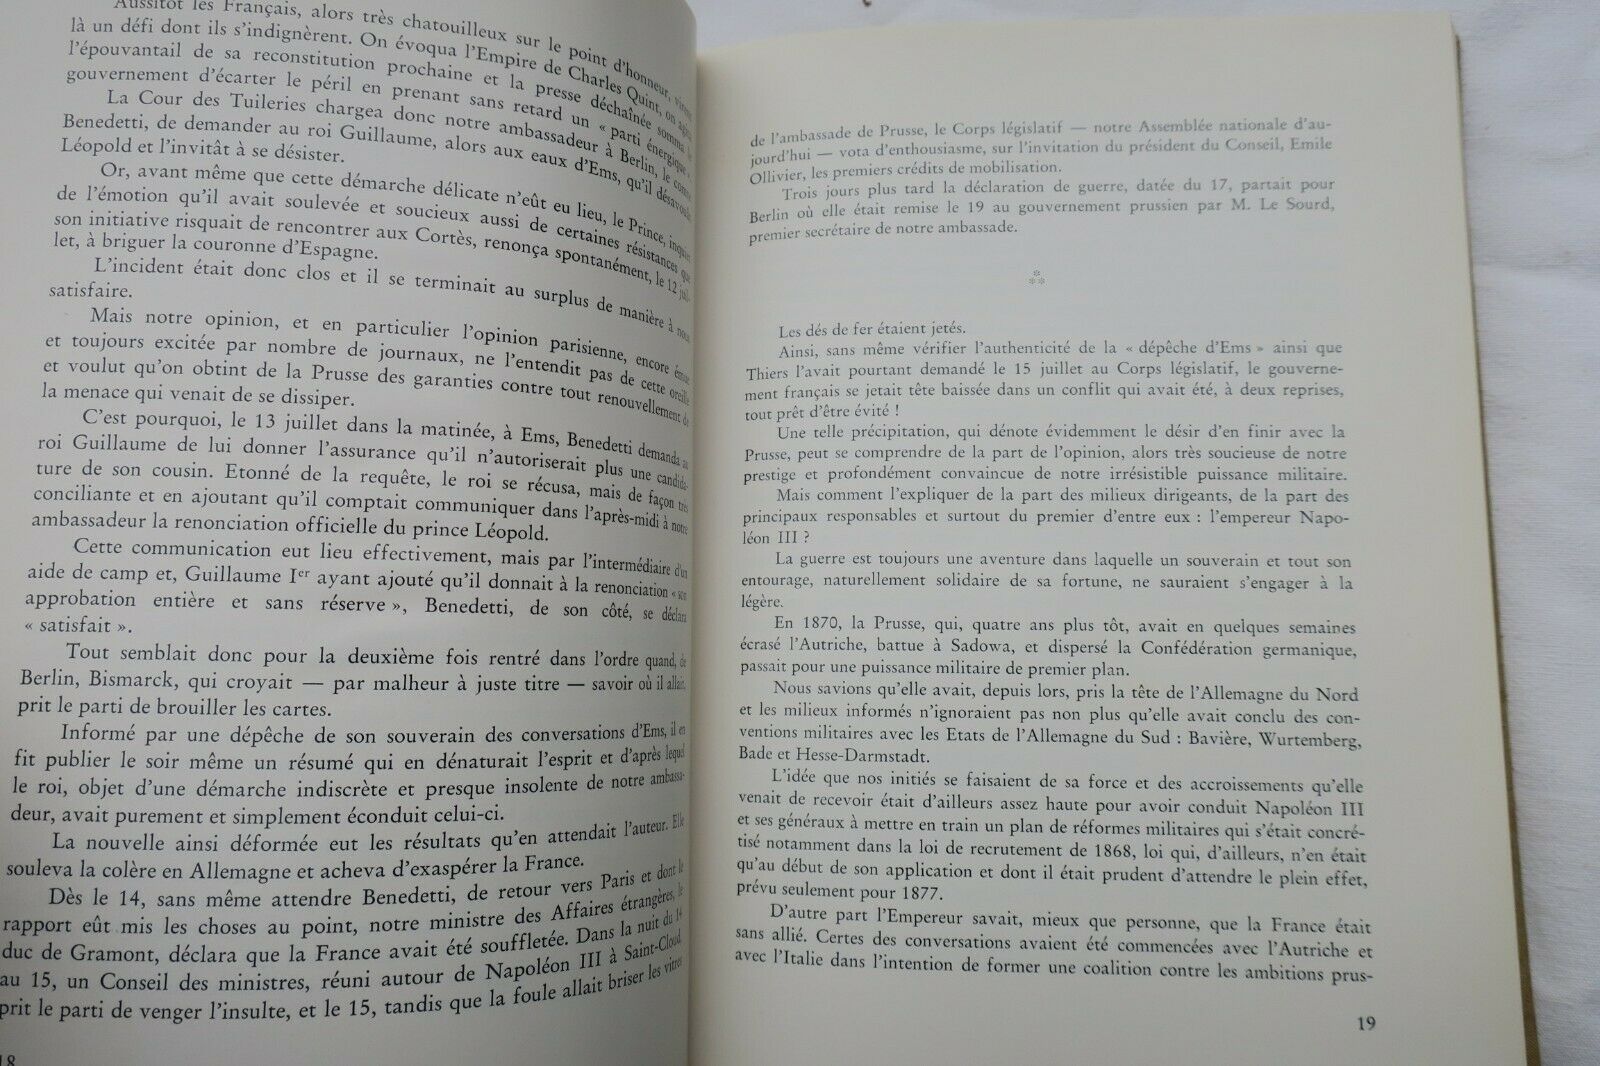 Aussitôt les Français, alors très chatouilleux sur le point d'honneur, virent
là un défi dont ils s'indignèrent. On évoqua l'Empire de Charles Quint, on agita
l'épouvantail de sa reconstitution prochaine et la presse déchaînée somma le
gouvernement d'écarter le péril en prenant sans retard un « parti énergique ».
La Cour des Tuileries chargea donc notre ambassadeur à Berlin, le comte
Benedetti, de demander au roi Guillaume, alors aux eaux d'Ems, qu'il désavouât
Léopold et l'invitât à se désister.
Or, avant même que cette démarche délicate n'eût eu lieu, le Prince, inquiet
de l'émotion qu'il avait soulevée et soucieux aussi de certaines résistances que
son initiative risquait de rencontrer aux Cortès, renonça spontanément, le 12 juil-
let, à briguer la couronne d'Espagne.
L'incident était donc clos et il se terminait au surplus de manière à nous
satisfaire.
Mais notre opinion, et en particulier l'opinion parisienne, encore émue
et toujours excitée par nombre de journaux, ne l'entendit pas de cette oreille
et voulut qu'on obtint de la Prusse des garanties contre tout renouvellement de
la menace qui venait de se dissiper.
C'est pourquoi, le 13 juillet dans la matinée, à Ems, Benedetti demanda au
roi Guillaume de lui donner l'assurance qu'il n'autoriserait plus une candida-
ture de son cousin. Etonné de la requête, le roi se récusa, mais de façon très
conciliante et en ajoutant qu'il comptait communiquer dans l'après-midi à notre
ambassadeur la renonciation officielle du prince Léopold.
Cette communication eut lieu effectivement, mais par l'intermédiaire d'un
aide de camp et, Guillaume Ier ayant ajouté qu'il donnait à la renonciation « son
approbation entière et sans réserve », Benedetti, de son côté, se déclara
« satisfait ».
Tout semblait donc pour la deuxième fois rentré dans l'ordre quand, de
Berlin, Bismarck, qui croyait — par malheur à juste titre — savoir où il allait,
prit le parti de brouiller les cartes.
Informé par une dépêche de son souverain des conversations d'Ems, il en
fit publier le soir même un résumé qui en dénaturait l'esprit et d'après lequel
le roi, objet d'une démarche indiscrète et presque insolente de notre ambassa-
deur, avait purement et simplement éconduit celui-ci.
La nouvelle ainsi déformée eut les résultats qu'en attendait l'auteur. Elle
souleva la colère en Allemagne et acheva d'exaspérer la France.
Dès le 14, sans même attendre Benedetti, de retour vers Paris et dont le
rapport eût mis les choses au point, notre ministre des Affaires étrangères, le
duc de Gramont, déclara que la France avait été souffletée. Dans la nuit du 14
au 15, un Conseil des ministres, réuni autour de Napoléon III à Saint-Cloud,
prit le parti de venger l'insulte, et le 15, tandis que la foule allait briser les vitres
18
de l'ambassade de Prusse, le Corps législatif — notre Assemblée nationale d'au-
jourd'hui — vota d'enthousiasme, sur l'invitation du président du Conseil, Emile
Ollivier, les premiers crédits de mobilisation.
Trois jours plus tard la déclaration de guerre, datée du 17, partait pour
Berlin où elle était remise le 19 au gouvernement prussien par M. Le Sourd,
premier secrétaire de notre ambassade.
*
**
Les dés de fer étaient jetés.
Ainsi, sans même vérifier l'authenticité de la « dépêche d'Ems » ainsi que
Thiers l'avait pourtant demandé le 15 juillet au Corps législatif, le gouverne-
ment français se jetait tête baissée dans un conflit qui avait été, à deux reprises,
tout prêt d'être évité !
Une telle précipitation, qui dénote évidemment le désir d'en finir avec la
Prusse, peut se comprendre de la part de l'opinion, alors très soucieuse de notre
prestige et profondément convaincue de notre irrésistible puissance militaire.
Mais comment l'expliquer de la part des milieux dirigeants, de la part des
principaux responsables et surtout du premier d'entre eux : l'empereur Napo-
léon III ?
La guerre est toujours une aventure dans laquelle un souverain et tout son
entourage, naturellement solidaire de sa fortune, ne sauraient s'engager à la
légère.
En 1870, la Prusse, qui, quatre ans plus tôt, avait en quelques semaines
écrasé l'Autriche, battue à Sadowa, et dispersé la Confédération germanique,
passait pour une puissance militaire de premier plan.
Nous savions qu'elle avait, depuis lors, pris la tête de l'Allemagne du Nord
et les milieux informés n'ignoraient pas non plus qu'elle avait conclu des con-
ventions militaires avec les Etats de l'Allemagne du Sud : Bavière, Wurtemberg,
Bade et Hesse-Darmstadt.
L'idée que nos initiés se faisaient de sa force et des accroissements qu'elle
venait de recevoir était d'ailleurs assez haute pour avoir conduit Napoléon III
et ses généraux à mettre en train un plan de réformes militaires qui s'était concré-
tisé notamment dans la loi de recrutement de 1868, loi qui, d'ailleurs, n'en était
qu'au début de son application et dont il était prudent d'attendre le plein effet,
prévu seulement pour 1877.
D'autre part l'Empereur savait, mieux que personne, que la France était
sans allié. Certes des conversations avaient été commencées avec l'Autriche et
avec l'Italie dans l'intention de former une coalition contre les ambitions prus-
19